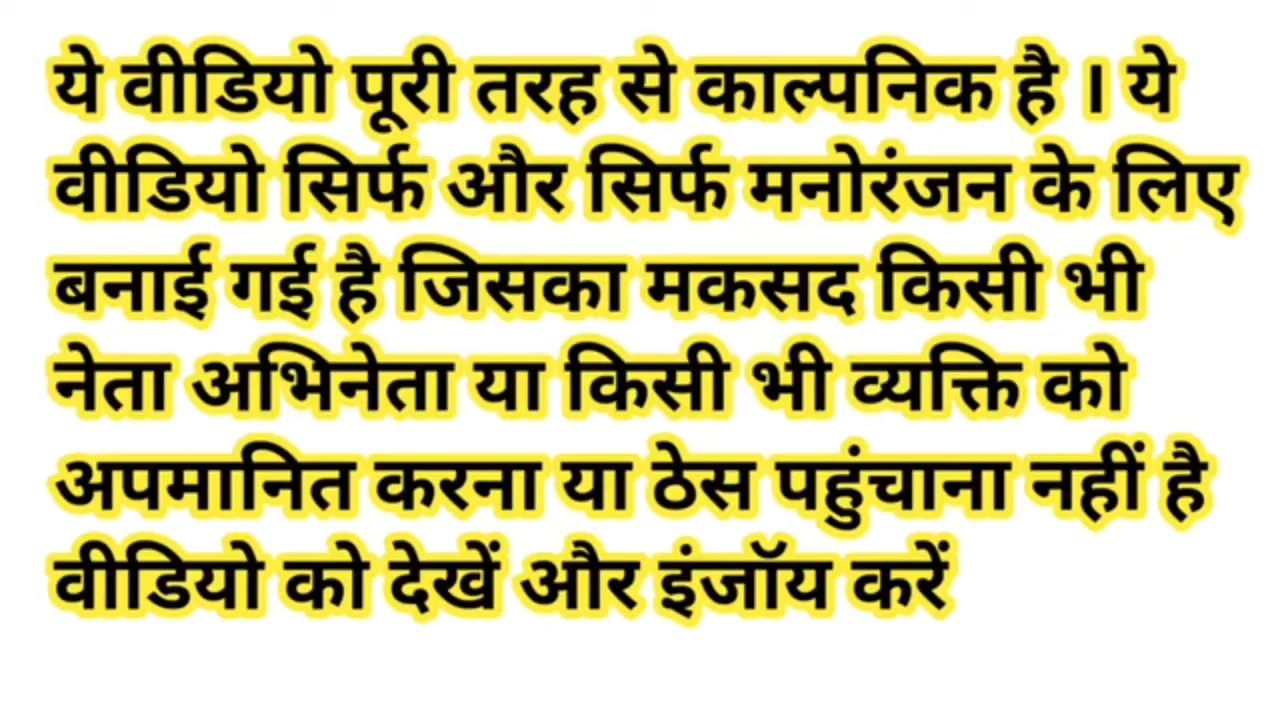 ये वीडियो पूरी तरह से काल्पनिक है । ये
वीडियो सिर्फ और सिर्फ मनोरंजन के लिए
बनाई गई है जिसका मकसद किसी भी
नेता अभिनेता या किसी भी व्यक्ति को
अपमानित करना या ठेस पहुंचाना नहीं है
वीडियो को देखें और इंजॉय करें